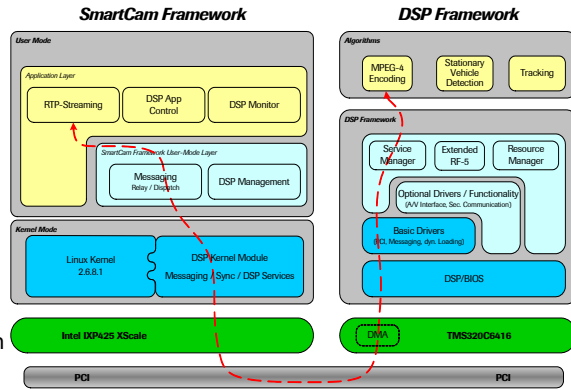 SmartCam Framework
DSP Framework
User Mode
Application Layer
RTP-Streaming
DSP App
Control
DSP Monitor
SmartCam Framework User-Mode Layer
Messaging
Relay / Dispatch
DSP Management
Kernel Mode
Linux Kernel
2.6.8.1
DSP Kernel Module
Messaging / Sync / DSP Services
Intel IXP425 XScale
n
PCI
Algorithms
MPEG-4
Encoding
Stationary
Vehicle
Detection
Tracking
DSP Framework
Service
Manager
Extended
RF-5
Resource
Manager
Optional Drivers / Functionality
(A/V Interface, Sec. Communication)
Basic Drivers
(PCI, Messaging, dyn. Loading)
DSP/BIOS
DMA
TMS320C6416
PCI